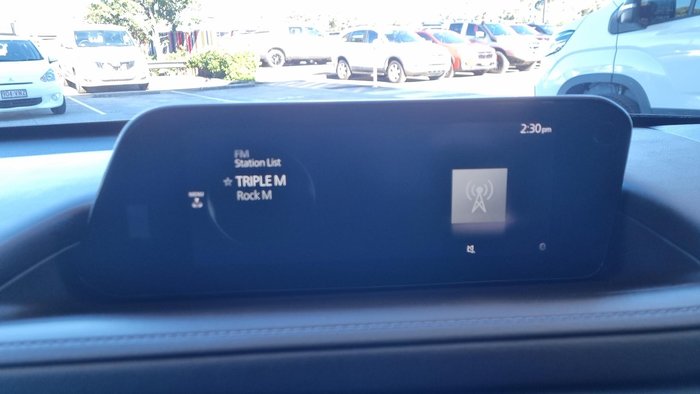 2:30pm
FM
Station List
TRIPLE M
Rock M
MENU